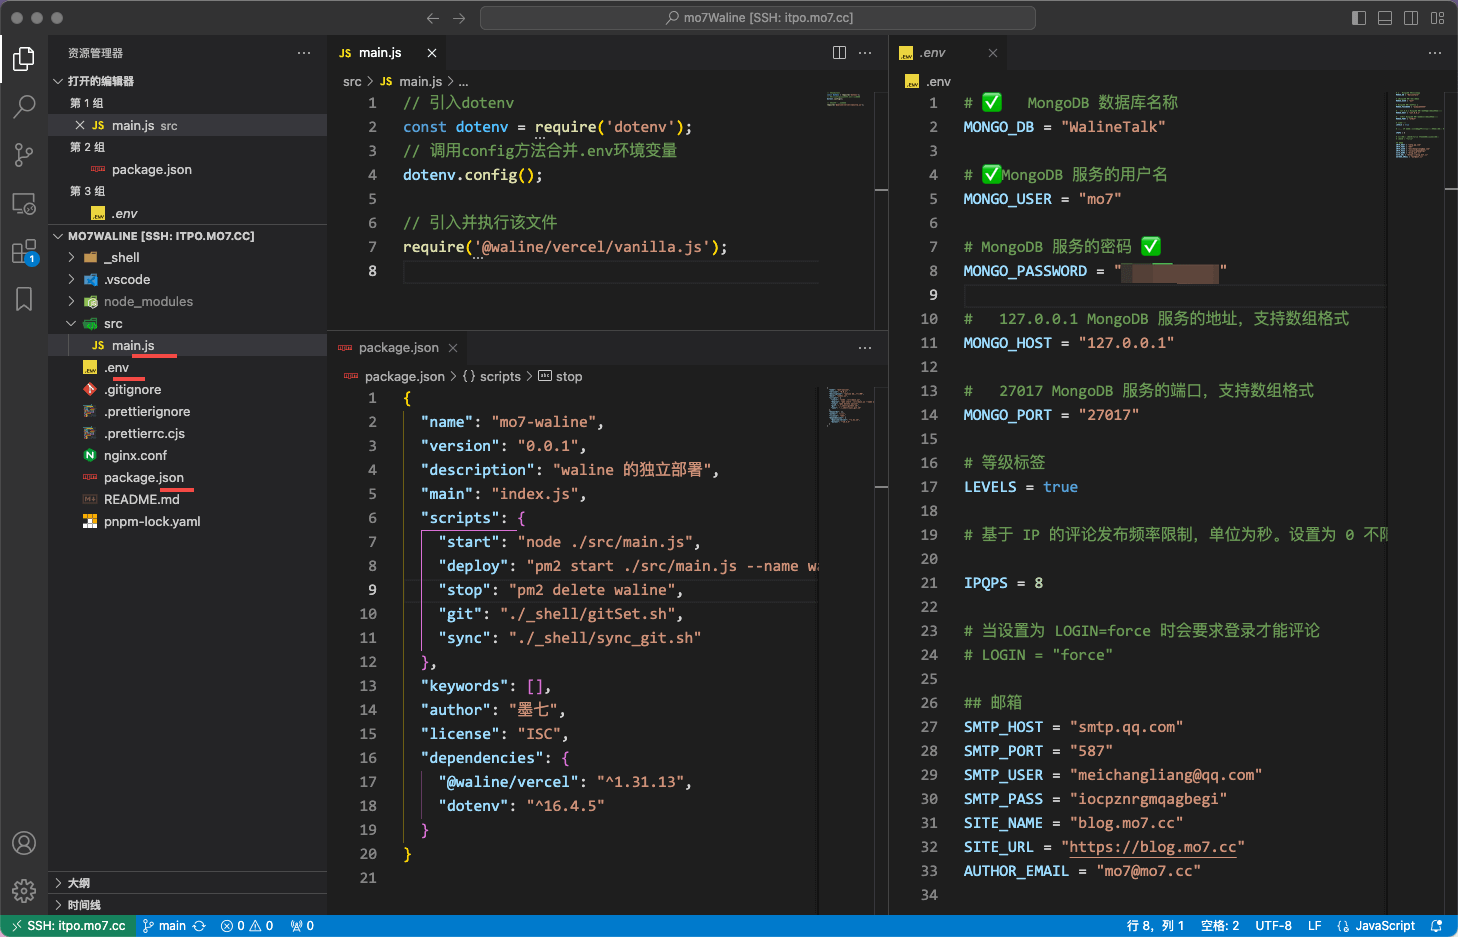 mo7Waline [SSH: itpo.mo7.cc]
资源管理器
打开的编辑器
第 1 组
JS main.js src
第 2 组
package.json
第 3 组
.env
MO7WALINE [SSH: ITPO.MO7.CC]
_shell
.vscode
node_modules
src
JS main.js
.env
.gitignore
.prettierignore
.prettierrc.cjs
nginx.conf
package.json
README.md
pnpm-lock.yaml
大纲
时间线
1
JS main.js
src > JS main.js > ...
1 // 引入dotenv
2 const dotenv = require('dotenv');
3 // 调用config方法合并.env环境变量
4 dotenv.config();
5
6 // 引入并执行该文件
7 require('@waline/vercel/vanilla.js');
8
package.json
package.json > {} scripts > abc stop
1 {
2 "name": "mo7-waline",
3 "version": "0.0.1",
4 "description": "waline 的独立部署",
5 "main": "index.js",
6 "scripts": {
7 "start": "node ./src/main.js",
8 "deploy": "pm2 start ./src/main.js --name wa
9 "stop": "pm2 delete waline",
10 "git": "./_shell/gitSet.sh",
11 "sync": "./_shell/sync_git.sh"
12 },
13 "keywords": [],
14 "author": "墨七",
15 "license": "ISC",
16 "dependencies": {
17 "@waline/vercel": "^1.31.13",
18 "dotenv": "^16.4.5"
19 }
20 }
21
.env
.env
1 # ✅ MongoDB 数据库名称
2 MONGO_DB = "WalineTalk"
3
4 # ✅MongoDB 服务的用户名
5 MONGO_USER = "mo7"
6
7 # MongoDB 服务的密码 ✅
8 MONGO_PASSWORD = " "
9
10 # 127.0.0.1 MongoDB 服务的地址，支持数组格式
11 MONGO_HOST = "127.0.0.1"
12
13 # 27017 MongoDB 服务的端口，支持数组格式
14 MONGO_PORT = "27017"
15
16 # 等级标签
17 LEVELS = true
18
19 # 基于 IP 的评论发布频率限制，单位为秒。设置为 0 不限
20
21 IPQPS = 8
22
23 # 当设置为 LOGIN=force 时会要求登录才能评论
24 # LOGIN = "force"
25
26 ## 邮箱
27 SMTP_HOST = "smtp.qq.com"
28 SMTP_PORT = "587"
29 SMTP_USER = "meichangliang@qq.com"
30 SMTP_PASS = "iocpznrgmqagbegi"
31 SITE_NAME = "blog.mo7.cc"
32 SITE_URL = "https://blog.mo7.cc"
33 AUTHOR_EMAIL = "mo7@mo7.cc"
34
SSH: itpo.mo7.cc main 0 0 0 行 8，列 1 空格: 2 UTF-8 LF {} JavaScript